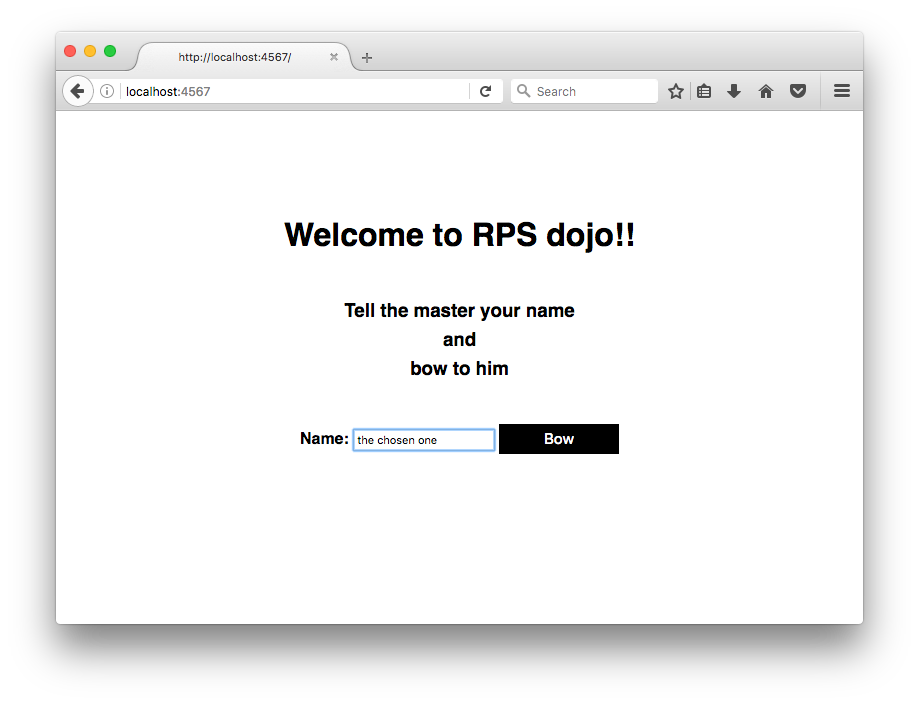 http://localhost:4567/
localhost:4567
Search
Welcome to RPS dojo!!
Tell the master your name
and
bow to him
Name: the chosen one Bow